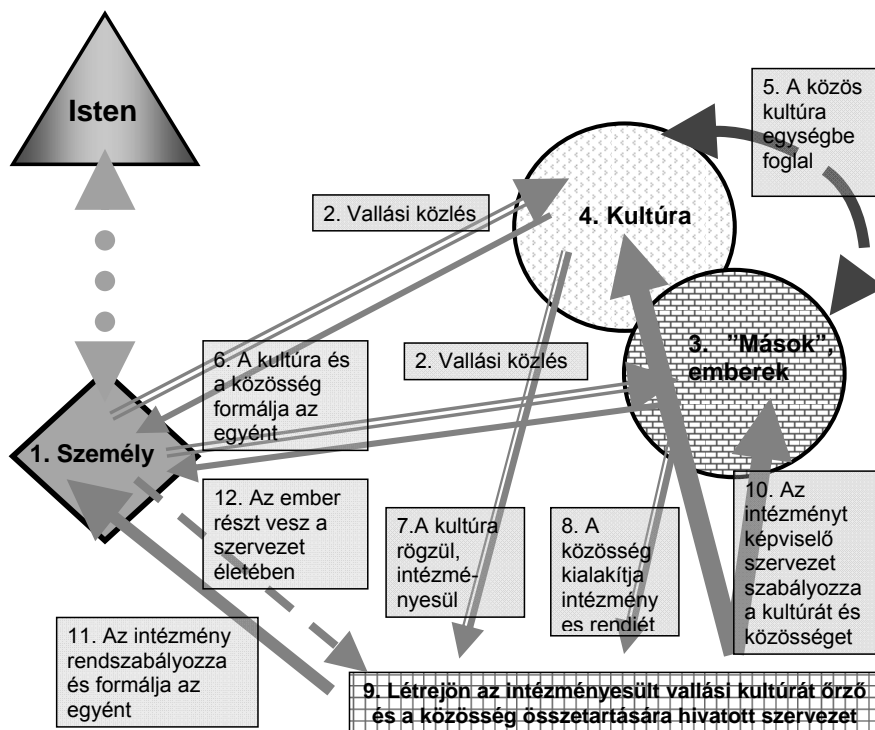 Isten
5. A közös
kultúra
egységbe
foglal
2. Vallási közlés
4. Kultúra
6. A kultúra és
a közösség
formálja az
egyént
2. Vallási közlés
3. "Mások",
emberek
1. Személy
12. Az ember
részt vesz a
szervezet
életében
7.A kultúra
rögzül,
intézmé-
nyesül
8. A
közösség
kialakítja
intézmény
es rendjét
10. Az
intézményt
képviselő
szervezet
szabályozza
a kultúrát és
közösséget
11. Az intézmény
rendszabályozza
és formálja az
egyént
9. Létrejön az intézményesült vallási kultúrát őrző
és a közösség összetartására hivatott szervezet